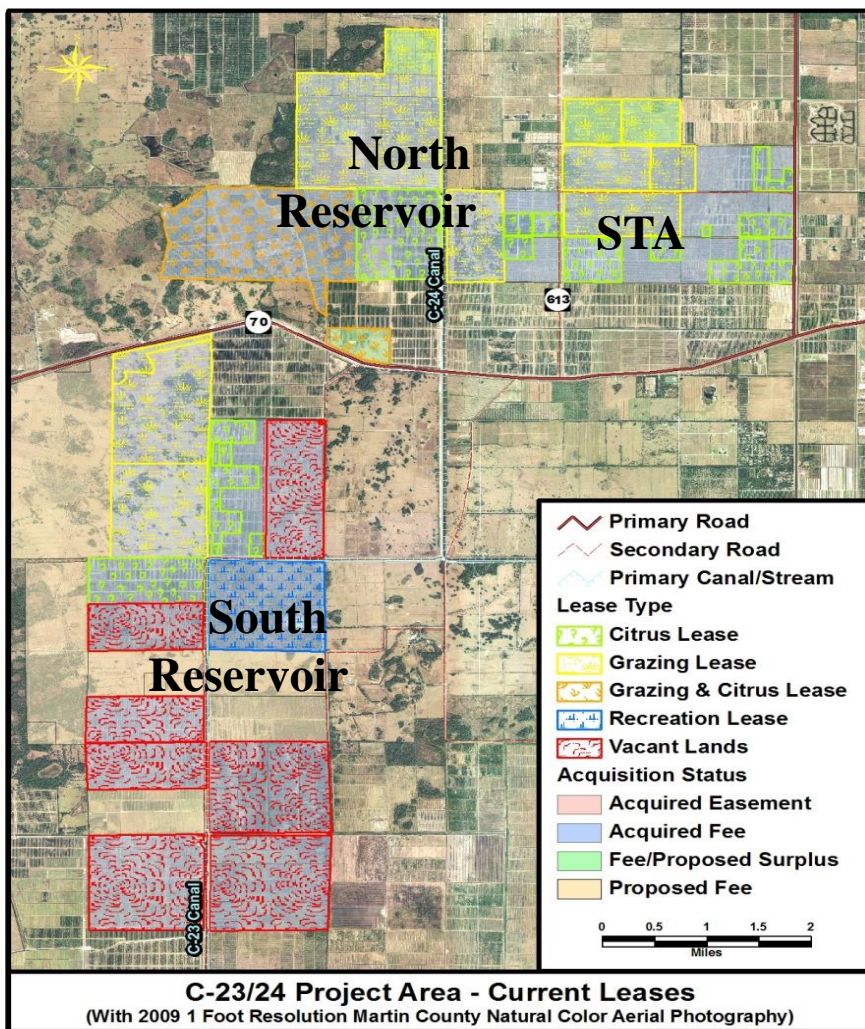 North
Reservoir
STA
C-24 Canal
613
70
South
Reservoir
C-23 Canal
Primary Road
Secondary Road
Primary Canal/Stream
Lease Type
Citrus Lease
Grazing Lease
Grazing & Citrus Lease
Recreation Lease
Vacant Lands
Acquisition Status
Acquired Easement
Acquired Fee
Fee/Proposed Surplus
Proposed Fee
0 0.5 1 1.5 2
Miles
C-23/24 Project Area - Current Leases
(With 2009 1 Foot Resolution Martin County Natural Color Aerial Photography)